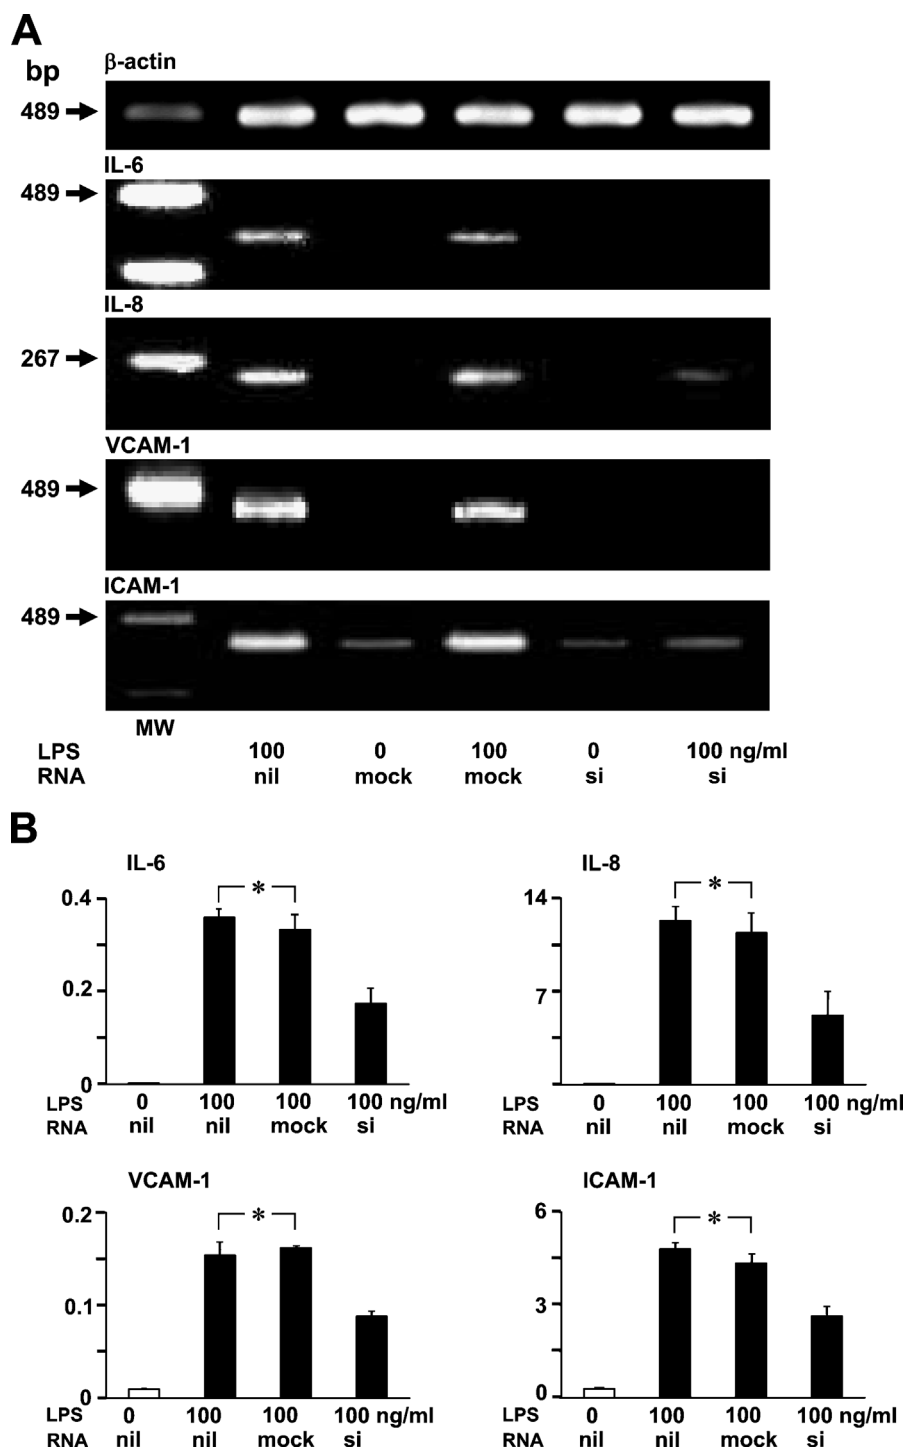 A
bp
β-actin
489
IL-6
489
IL-8
267
VCAM-1
489
ICAM-1
489
MW
LPS 100 0 100 0 100 ng/ml
RNA nil mock mock si si
B
IL-6
*
0.4
0.2
0
LPS 0 100 100 100 ng/ml
RNA nil nil mock si
IL-8
*
14
7
LPS 0 100 100 100 ng/ml
RNA nil nil mock si
VCAM-1
*
0.2
0.1
0
LPS 0 100 100 100 ng/ml
RNA nil nil mock si
ICAM-1
*
6
3
0
LPS 0 100 100 100 ng/ml
RNA nil nil mock si